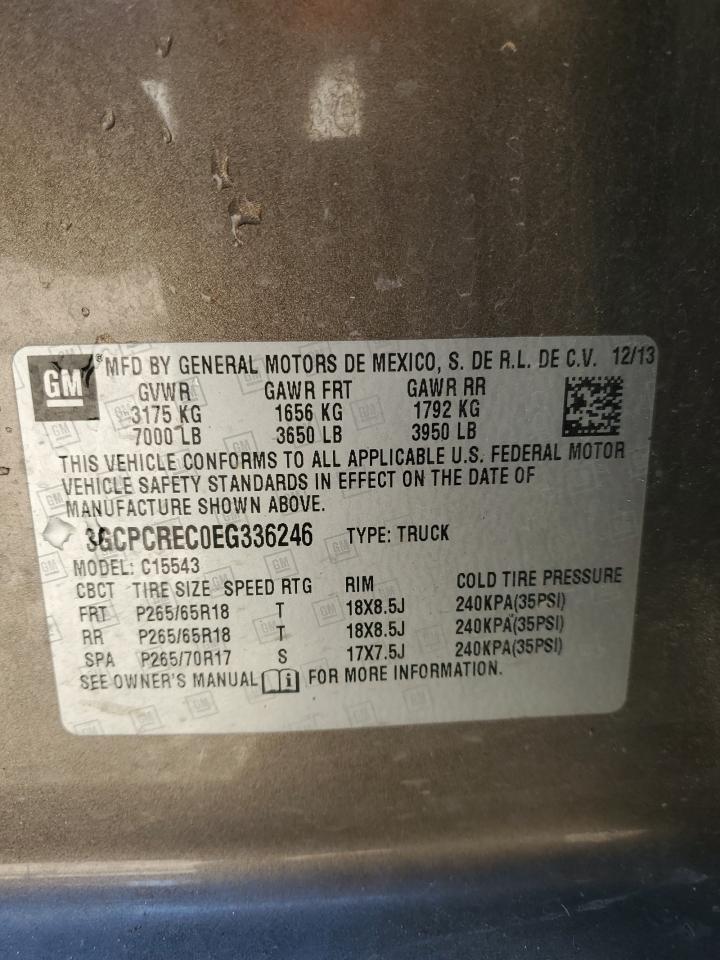 GM ® MFD BY GENERAL MOTORS DE MEXICO, S. DE R.L. DE C.V. 12/13
GVWR GAWR FRT GAWR RR
3175 KG 1656 KG 1792 KG
7000 LB 3650 LB 3950 LB
THIS VEHICLE CONFORMS TO ALL APPLICABLE U.S. FEDERAL MOTOR
VEHICLE SAFETY STANDARDS IN EFFECT ON THE DATE OF
MANUFACTURE SHOWN ABOVE.
3GCPCREC0EG336246 TYPE: TRUCK
MODEL: C15543
CBCT TIRE SIZE SPEED RTG RIM COLD TIRE PRESSURE
FRT P265/65R18 T 18X8.5J 240KPA(35PSI)
RR P265/65R18 T 18X8.5J 240KPA(35PSI)
SPA P265/70R17 S 17X7.5J 240KPA(35PSI)
SEE OWNER'S MANUAL i FOR MORE INFORMATION.